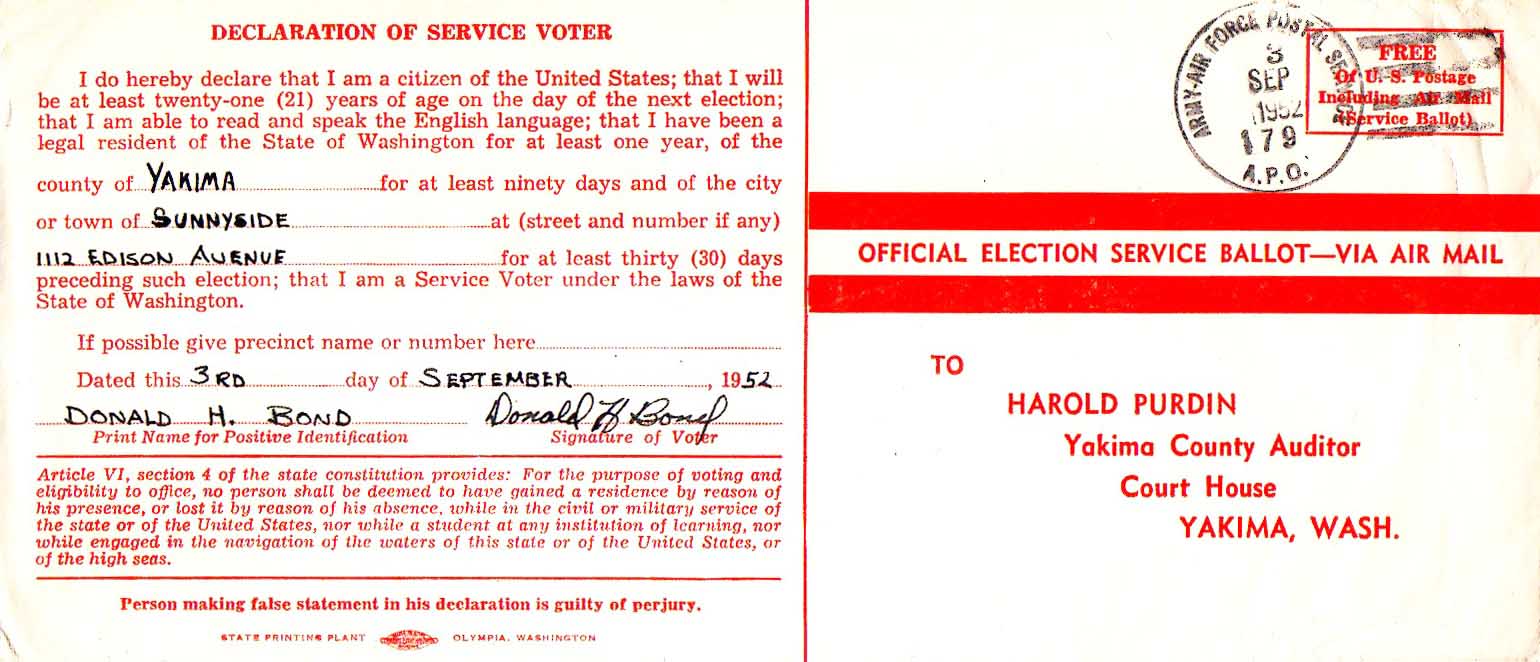 DECLARATION OF SERVICE VOTER
I do hereby declare that I am a citizen of the United States; that I will
be at least twenty-one (21) years of age on the day of the next election;
that I am able to read and speak the English language; that I have been a
legal resident of the State of Washington for at least one year, of the
county of YAKIMA for at least ninety days and of the city
or town of SUNNYSIDE at (street and number if any)
1112 EDISON AVENUE for at least thirty (30) days
preceding such election; that I am a Service Voter under the laws of the
State of Washington.
If possible give precinct name or number here
Dated this 3RD day of SEPTEMBER, 1952
DONALD H. BOND Donald H Bond
Print Name for Positive Identification Signature of Voter
Article VI, section 4 of the state constitution provides: For the purpose of voting and
eligibility to office, no person shall be deemed to have gained a residence by reason of
his presence, or lost it by reason of his absence, while in the civil or military service of
the state or of the United States, nor while a student at any institution of learning, nor
while engaged in the navigation of the waters of this state or of the United States, or
of the high seas.
Person making false statement in his declaration is guilty of perjury.
STATE PRINTING PLANT OLYMPIA, WASHINGTON
ARMY-AIR FORCE POSTAL SERVICE
3
SEP
1952
179
A.P.O.
FREE
Of U.S. Postage
Including Air Mail
(Service Ballot)
OFFICIAL ELECTION SERVICE BALLOT—VIA AIR MAIL
TO
HAROLD PURDIN
Yakima County Auditor
Court House
YAKIMA, WASH.